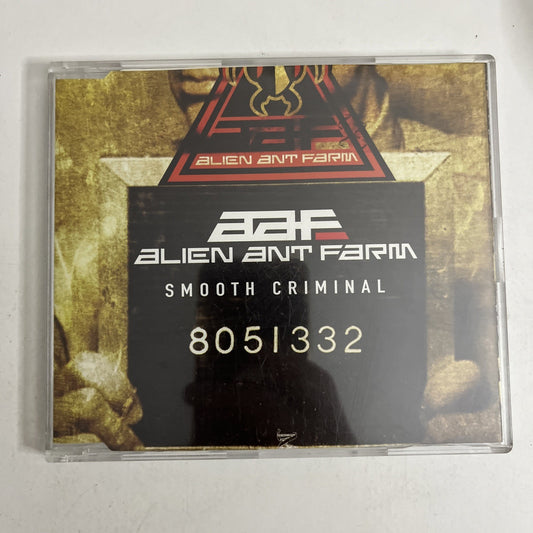 aaf
ALIEN ANT FARM
aaf
ALIEN ANT FARM
SMOOTH CRIMINAL
8051332